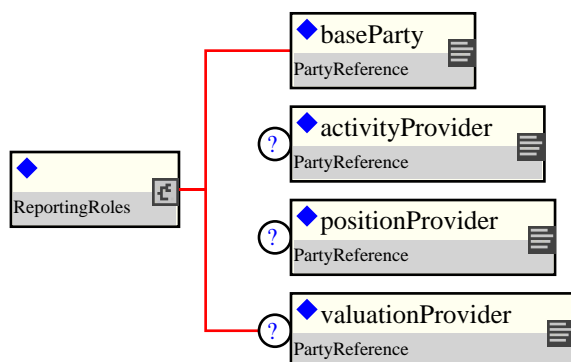 baseParty
PartyReference
?
activityProvider
PartyReference
ReportingRoles
?
positionProvider
PartyReference
?
valuationProvider
PartyReference